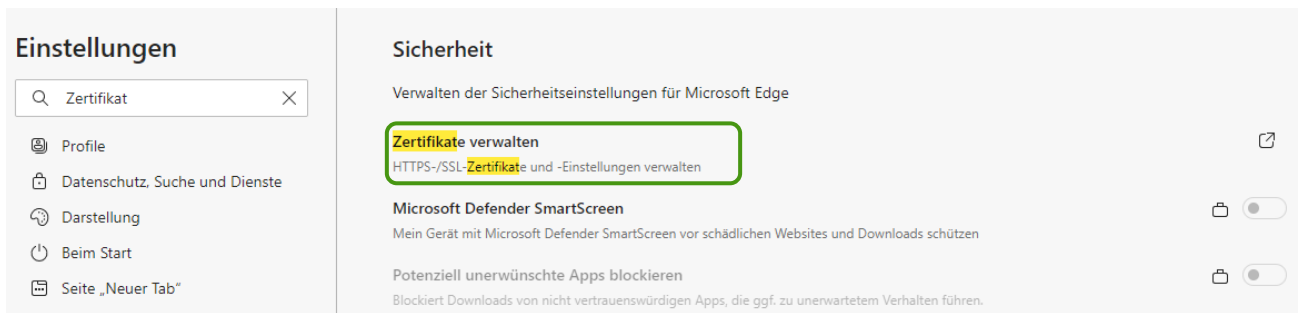 Einstellungen
Zertifikat
Profile
Datenschutz, Suche und Dienste
Darstellung
Beim Start
Seite „Neuer Tab“
Sicherheit
Verwalten der Sicherheitseinstellungen für Microsoft Edge
Zertifikate verwalten
HTTPS-/SSL-Zertifikate und -Einstellungen verwalten
Microsoft Defender SmartScreen
Mein Gerät mit Microsoft Defender SmartScreen vor schädlichen Websites und Downloads schützen
Potenziell unerwünschte Apps blockieren
Blockiert Downloads von nicht vertrauenswürdigen Apps, die ggf. zu unerwartetem Verhalten führen.